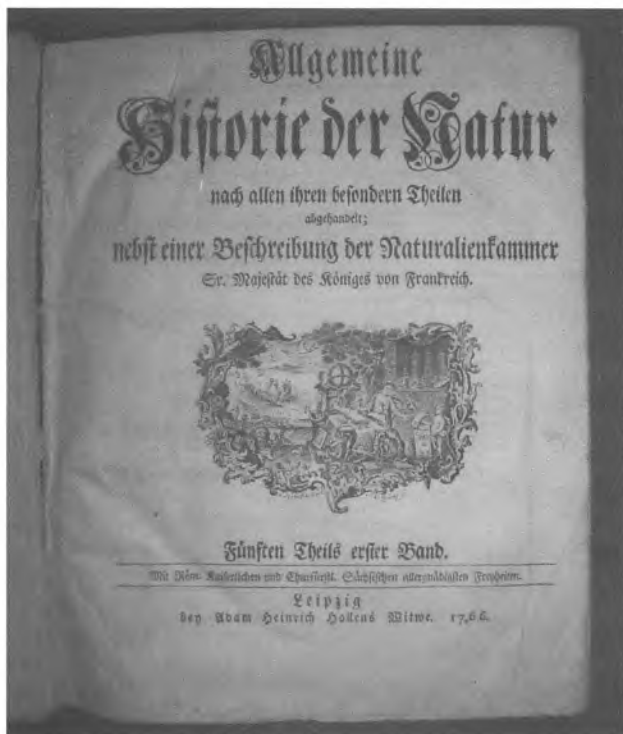 Allgemeine
Historie der Natur
nach allen ihren besondern Theilen
abgehandelt;
nebst einer Beschreibung der Naturalienkammer
Sr. Majestät des Königes von Frankreich.
Fünften Theils erster Band.
Mit Röm. Kaiserlichen und Churfürstl. Sächsischen allergnädigsten Freyheiten.
Leipzig
bey Adam Heinrich Hollens Witwe. 1766.